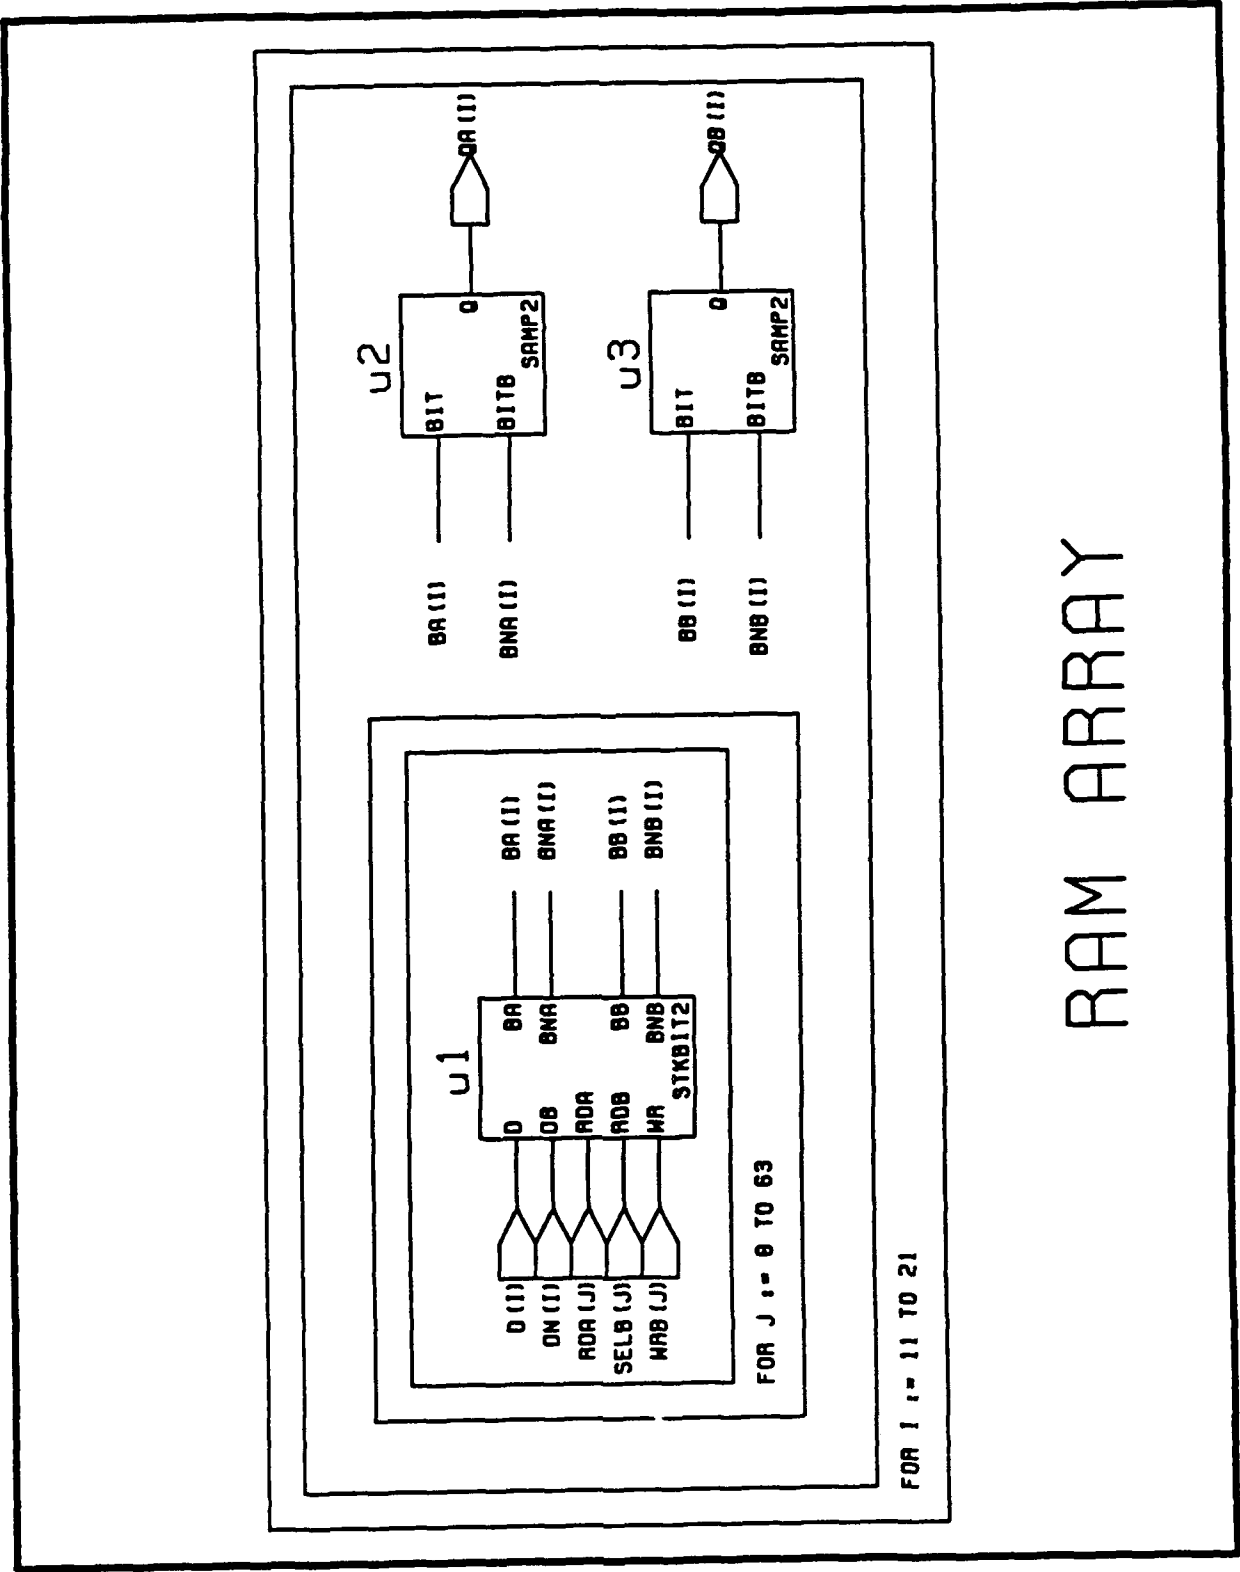 u1
D
DB
RDA
RDB
WR
BA
BNA
BB
BNB
STKBIT2
D(I)
DN(I)
RDA(J)
SELB(J)
WRB(J)
BA(I)
BNA(I)
BB(I)
BNB(I)
FOR J := 0 TO 63
BA(I)
BNA(I)
u2
BIT
BITB
Q
SAMP2
QA(I)
BB(I)
BNB(I)
u3
BIT
BITB
Q
SAMP2
QB(I)
FOR I := 11 TO 21
RAM ARRAY